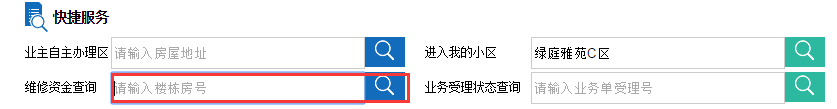 快捷服务
业主自主办理区 请输入房屋地址 进入我的小区 绿庭雅苑C区
维修资金查询 请输入楼栋房号 业务受理状态查询 请输入业务单受理号